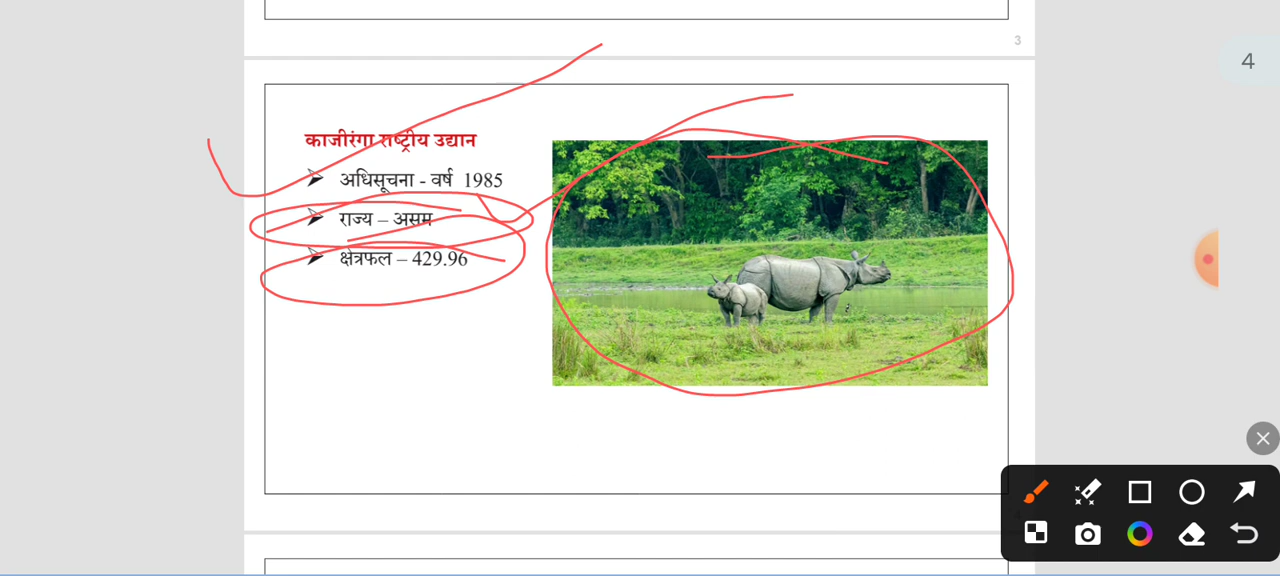 3
4
काजीरंगा राष्ट्रीय उद्यान
➢ अधिसूचना - वर्ष 1985
➢ राज्य – असम
➢ क्षेत्रफल – 429.96